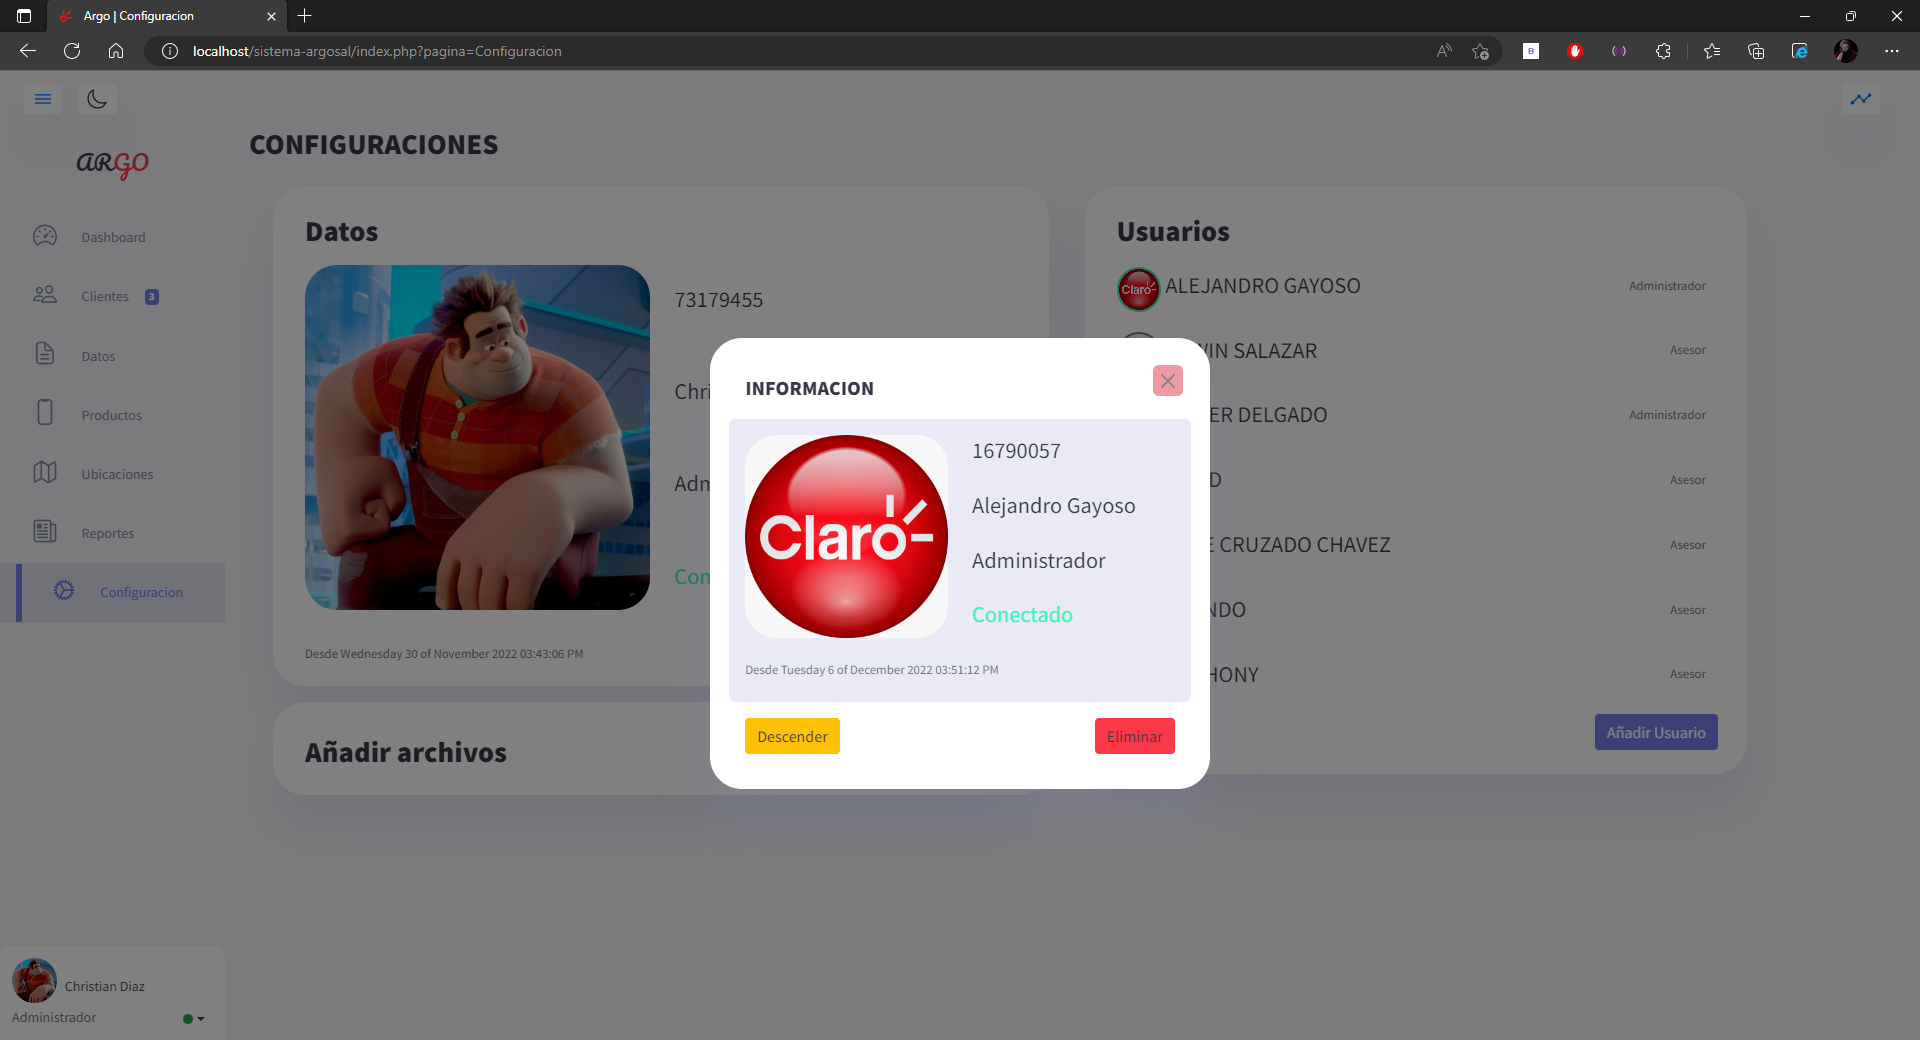 Argo | Configuracion
localhost/sistema-argosal/index.php?pagina=Configuracion
ARGO
Dashboard
Clientes 3
Datos
Productos
Ubicaciones
Reportes
Configuracion
Christian Diaz
Administrador
CONFIGURACIONES
Datos
73179455
Chri
Adm
Con
Desde Wednesday 30 of November 2022 03:43:06 PM
Añadir archivos
Usuarios
Claro
ALEJANDRO GAYOSO Administrador
WIN SALAZAR Asesor
ER DELGADO Administrador
D Asesor
E CRUZADO CHAVEZ Asesor
NDO Asesor
HONY Asesor
Añadir Usuario
INFORMACION
Claro
16790057
Alejandro Gayoso
Administrador
Conectado
Desde Tuesday 6 of December 2022 03:51:12 PM
Descender Eliminar